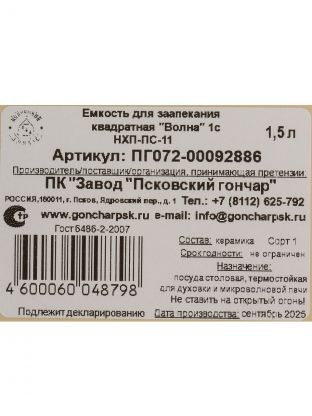 Емкость для заапекания
квадратная "Волна" 1с
НХП-ПС-11
1,5 л
Артикул: ПГ072-00092886
Производитель/поставщик/организация, принимающая претензии:
ПК "Завод "Псковский гончар"
РОССИЯ,180011, г. Псков, Ядровский пер., д. 1 Тел.: +7 (8112) 625-792
www.goncharpsk.ru e-mail: info@goncharpsk.ru
Гост 6486-2-2007
Состав: керамика Сорт 1
Срокгодности: не ограничен
Назначение:
посуда столовая, термостойкая
для духовки и микроволновой печи
Не ставить на открытый огонь!
4 600060 048798
Подлежит декларированию
Дата производства: сентябрь 2025